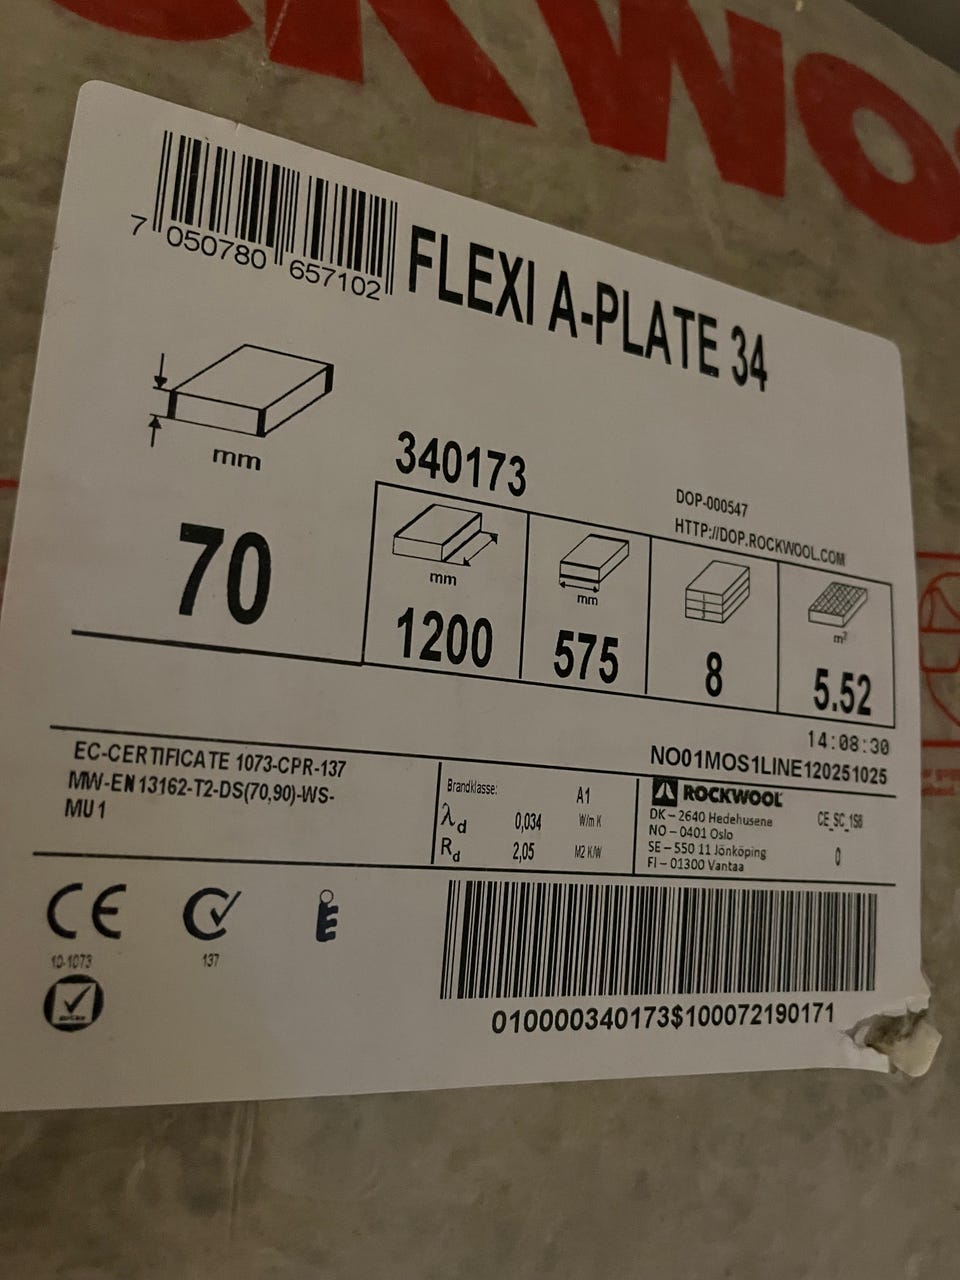 CKWOO
7 050780 657102
FLEXI A-PLATE 34
mm
70
340173
DOP-000547
HTTP://DOP.ROCKWOOL.COM
mm
1200
mm
575
8
m²
5.52
14:08:30
NO01MOS1LINE120251025
EC-CERTIFICATE 1073-CPR-137
MW-EN 13162-T2-DS(70,90)-WS-
MU 1
Brandklasse: A1
λd 0,034 W/m K
Rd 2,05 M2 K/W
ROCKWOOL
DK – 2640 Hedehusene
NO – 0401 Oslo
SE – 550 11 Jönköping
FI – 01300 Vantaa
CE_SC_158
0
CE
10-1073
137
010000340173$100072190171